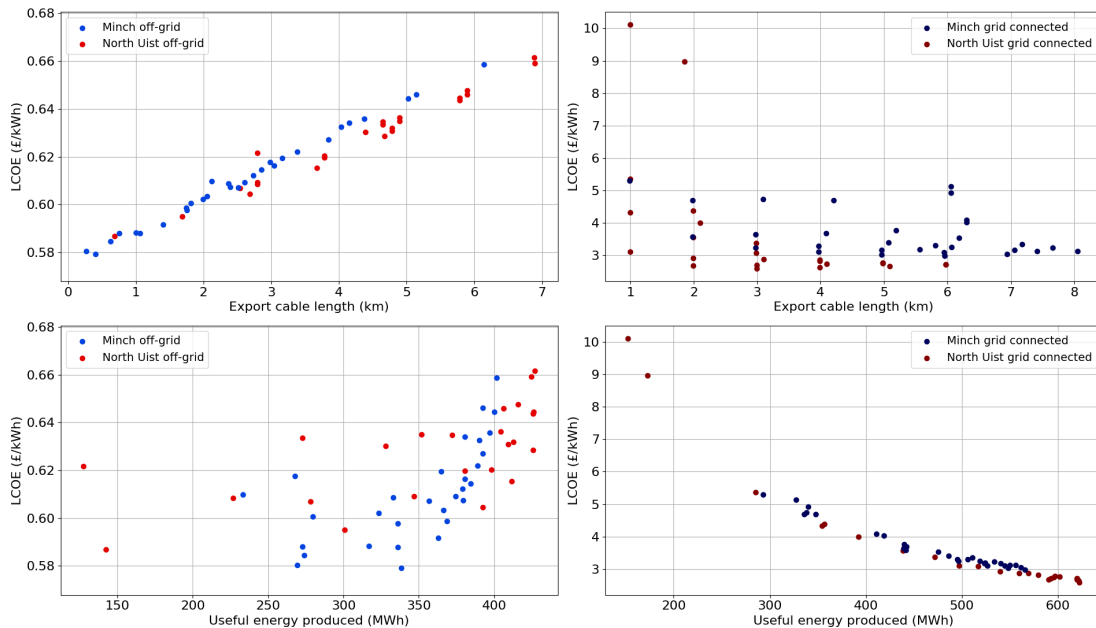 0.68
0.66
0.64
0.62
0.60
0.58
LCOE (£/kWh)
Minch off-grid
North Uist off-grid
0 1 2 3 4 5 6 7
Export cable length (km)
10
9
8
7
6
5
4
3
LCOE (£/kWh)
Minch grid connected
North Uist grid connected
1 2 3 4 5 6 7 8
Export cable length (km)
0.68
0.66
0.64
0.62
0.60
0.58
LCOE (£/kWh)
Minch off-grid
North Uist off-grid
150 200 250 300 350 400
Useful energy produced (MWh)
10
9
8
7
6
5
4
3
LCOE (£/kWh)
Minch grid connected
North Uist grid connected
200 300 400 500 600
Useful energy produced (MWh)